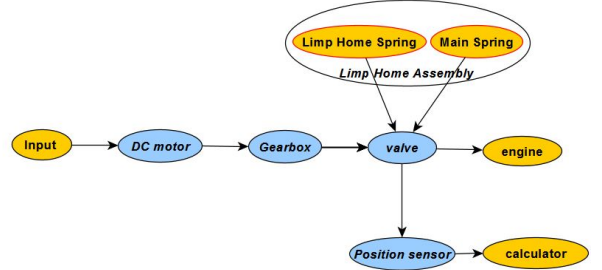 Limp Home Spring
Main Spring
Limp Home Assembly
Input
DC motor
Gearbox
valve
engine
Position sensor
calculator